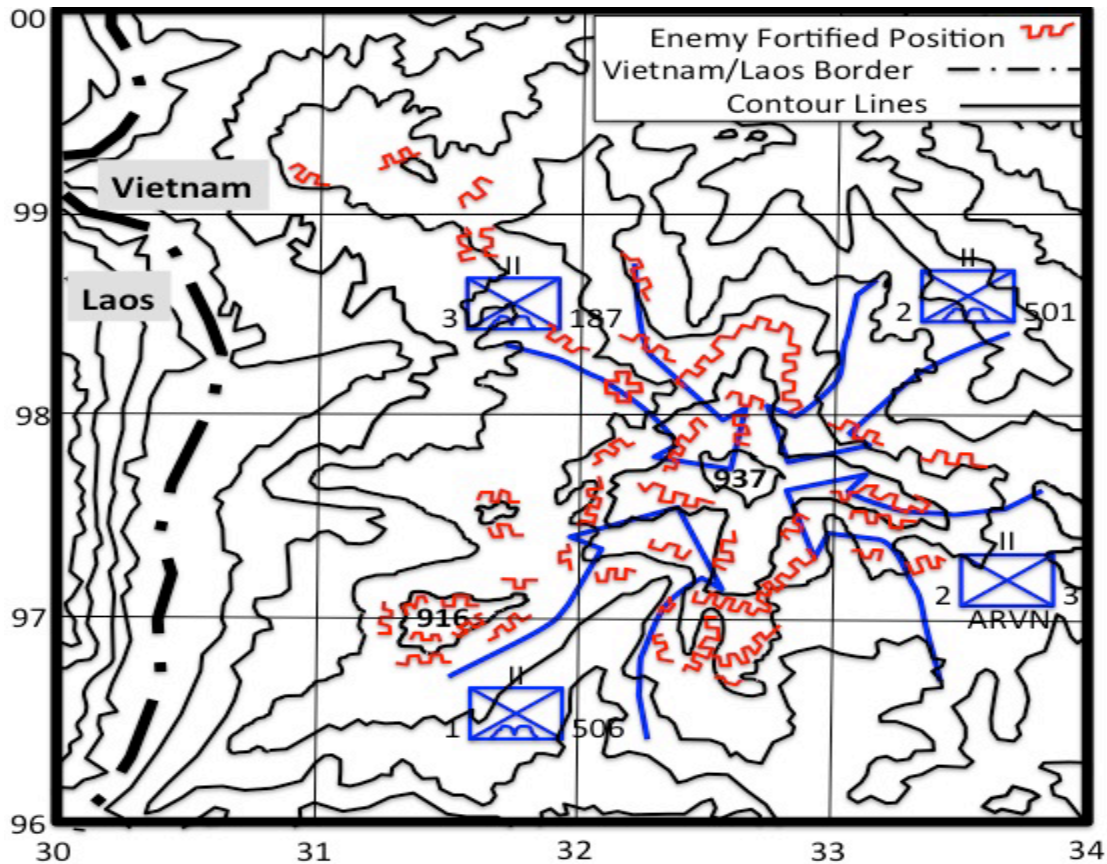 00
Enemy Fortified Position
Vietnam/Laos Border
Contour Lines
Vietnam
99
Laos
II
3 187
II
2 501
98
937
II
2 3
ARVN
97
916
II
1 506
96
30 31 32 33 34